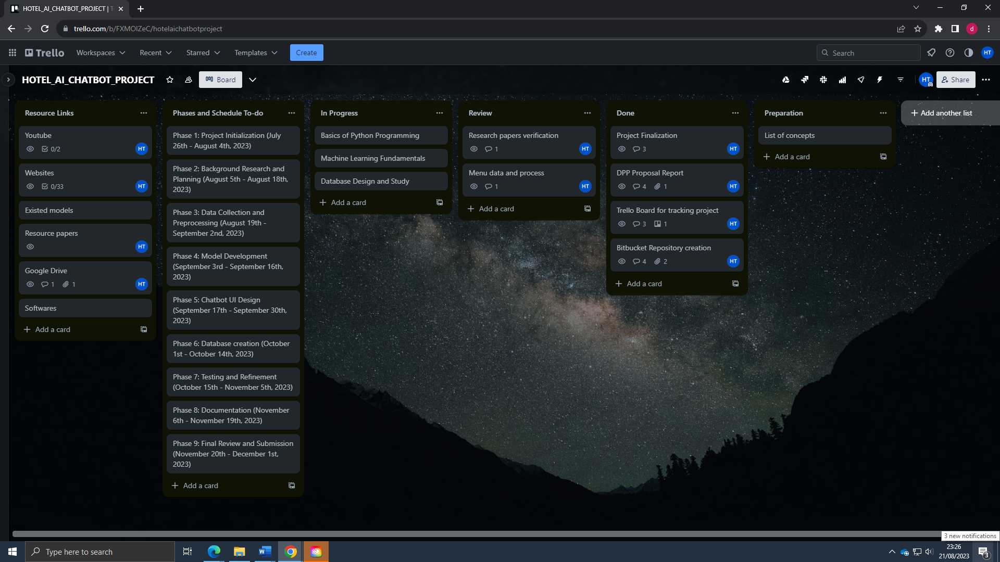 HOTEL_AI_CHATBOT_PROJECT | T
trello.com/b/FXMOlZeC/hotelaichatbotproject
d
Trello
Workspaces
Recent
Starred
Templates
Create
Search
HT
HOTEL_AI_CHATBOT_PROJECT
Board
HT
Share
Resource Links
Youtube
0/2
HT
Websites
0/33
HT
Existed models
Resource papers
HT
Google Drive
1
1
HT
Softwares
Add a card
Phases and Schedule To-do
Phase 1: Project Initialization (July
26th - August 4th, 2023)
Phase 2: Background Research and
Planning (August 5th - August 18th,
2023)
Phase 3: Data Collection and
Preprocessing (August 19th -
September 2nd, 2023)
Phase 4: Model Development
(September 3rd - September 16th,
2023)
Phase 5: Chatbot UI Design
(September 17th - September 30th,
2023)
Phase 6: Database creation (October
1st - October 14th, 2023)
Phase 7: Testing and Refinement
(October 15th - November 5th, 2023)
Phase 8: Documentation (November
6th - November 19th, 2023)
Phase 9: Final Review and Submission
(November 20th - December 1st,
2023)
Add a card
In Progress
Basics of Python Programming
Machine Learning Fundamentals
Database Design and Study
Add a card
Review
Research papers verification
1
HT
Menu data and process
1
HT
Add a card
Done
Project Finalization
3
HT
DPP Proposal Report
4
1
HT
Trello Board for tracking project
3
1
HT
Bitbucket Repository creation
4
2
HT
Add a card
Preparation
List of concepts
Add a card
Add another list
3 new notifications
Type here to search
W
23:26
21/08/2023
3